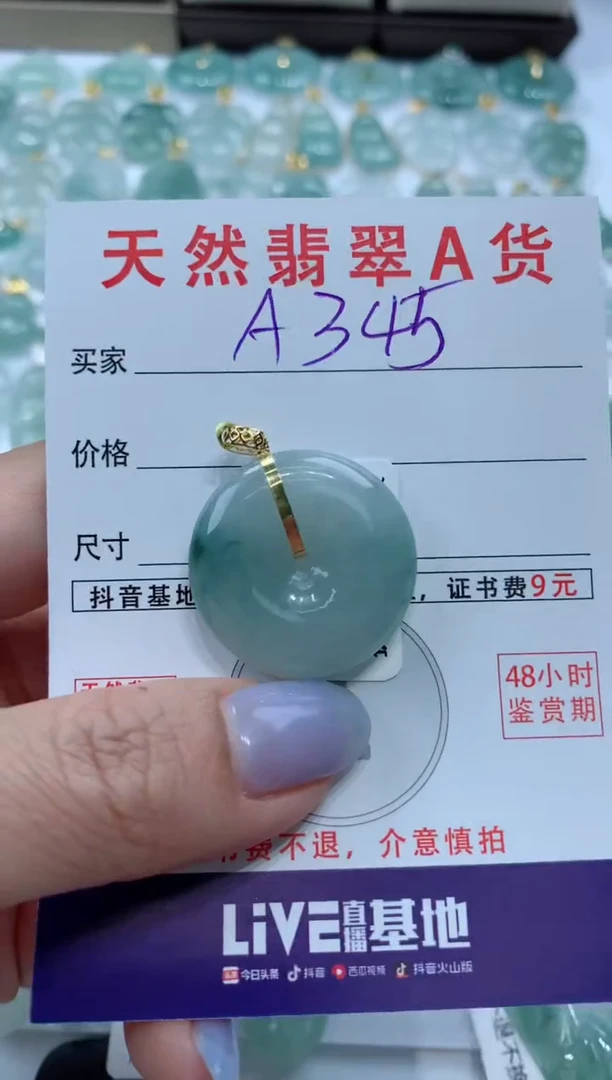 天然翡翠A货
A345
买家
价格
尺寸
抖音基地
，证书费9元
48小时
鉴赏期
费不退，介意慎拍
LiVE直播基地
今日头条 抖音 西瓜视频 抖音火山版